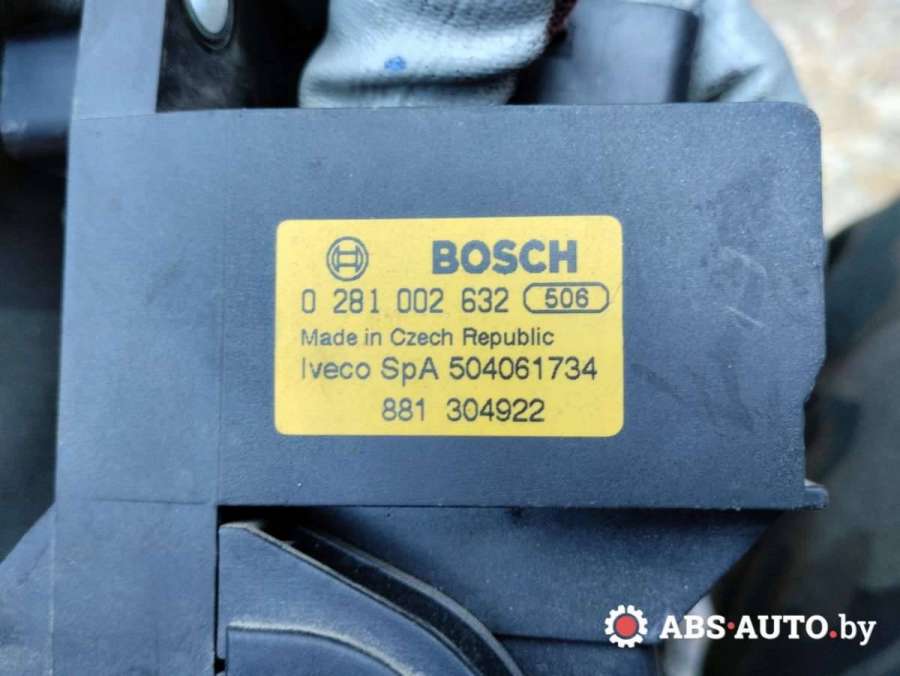 BOSCH
0 281 002 632 506
Made in Czech Republic
Iveco SpA 504061734
881 304922
ABS-AUTO.by